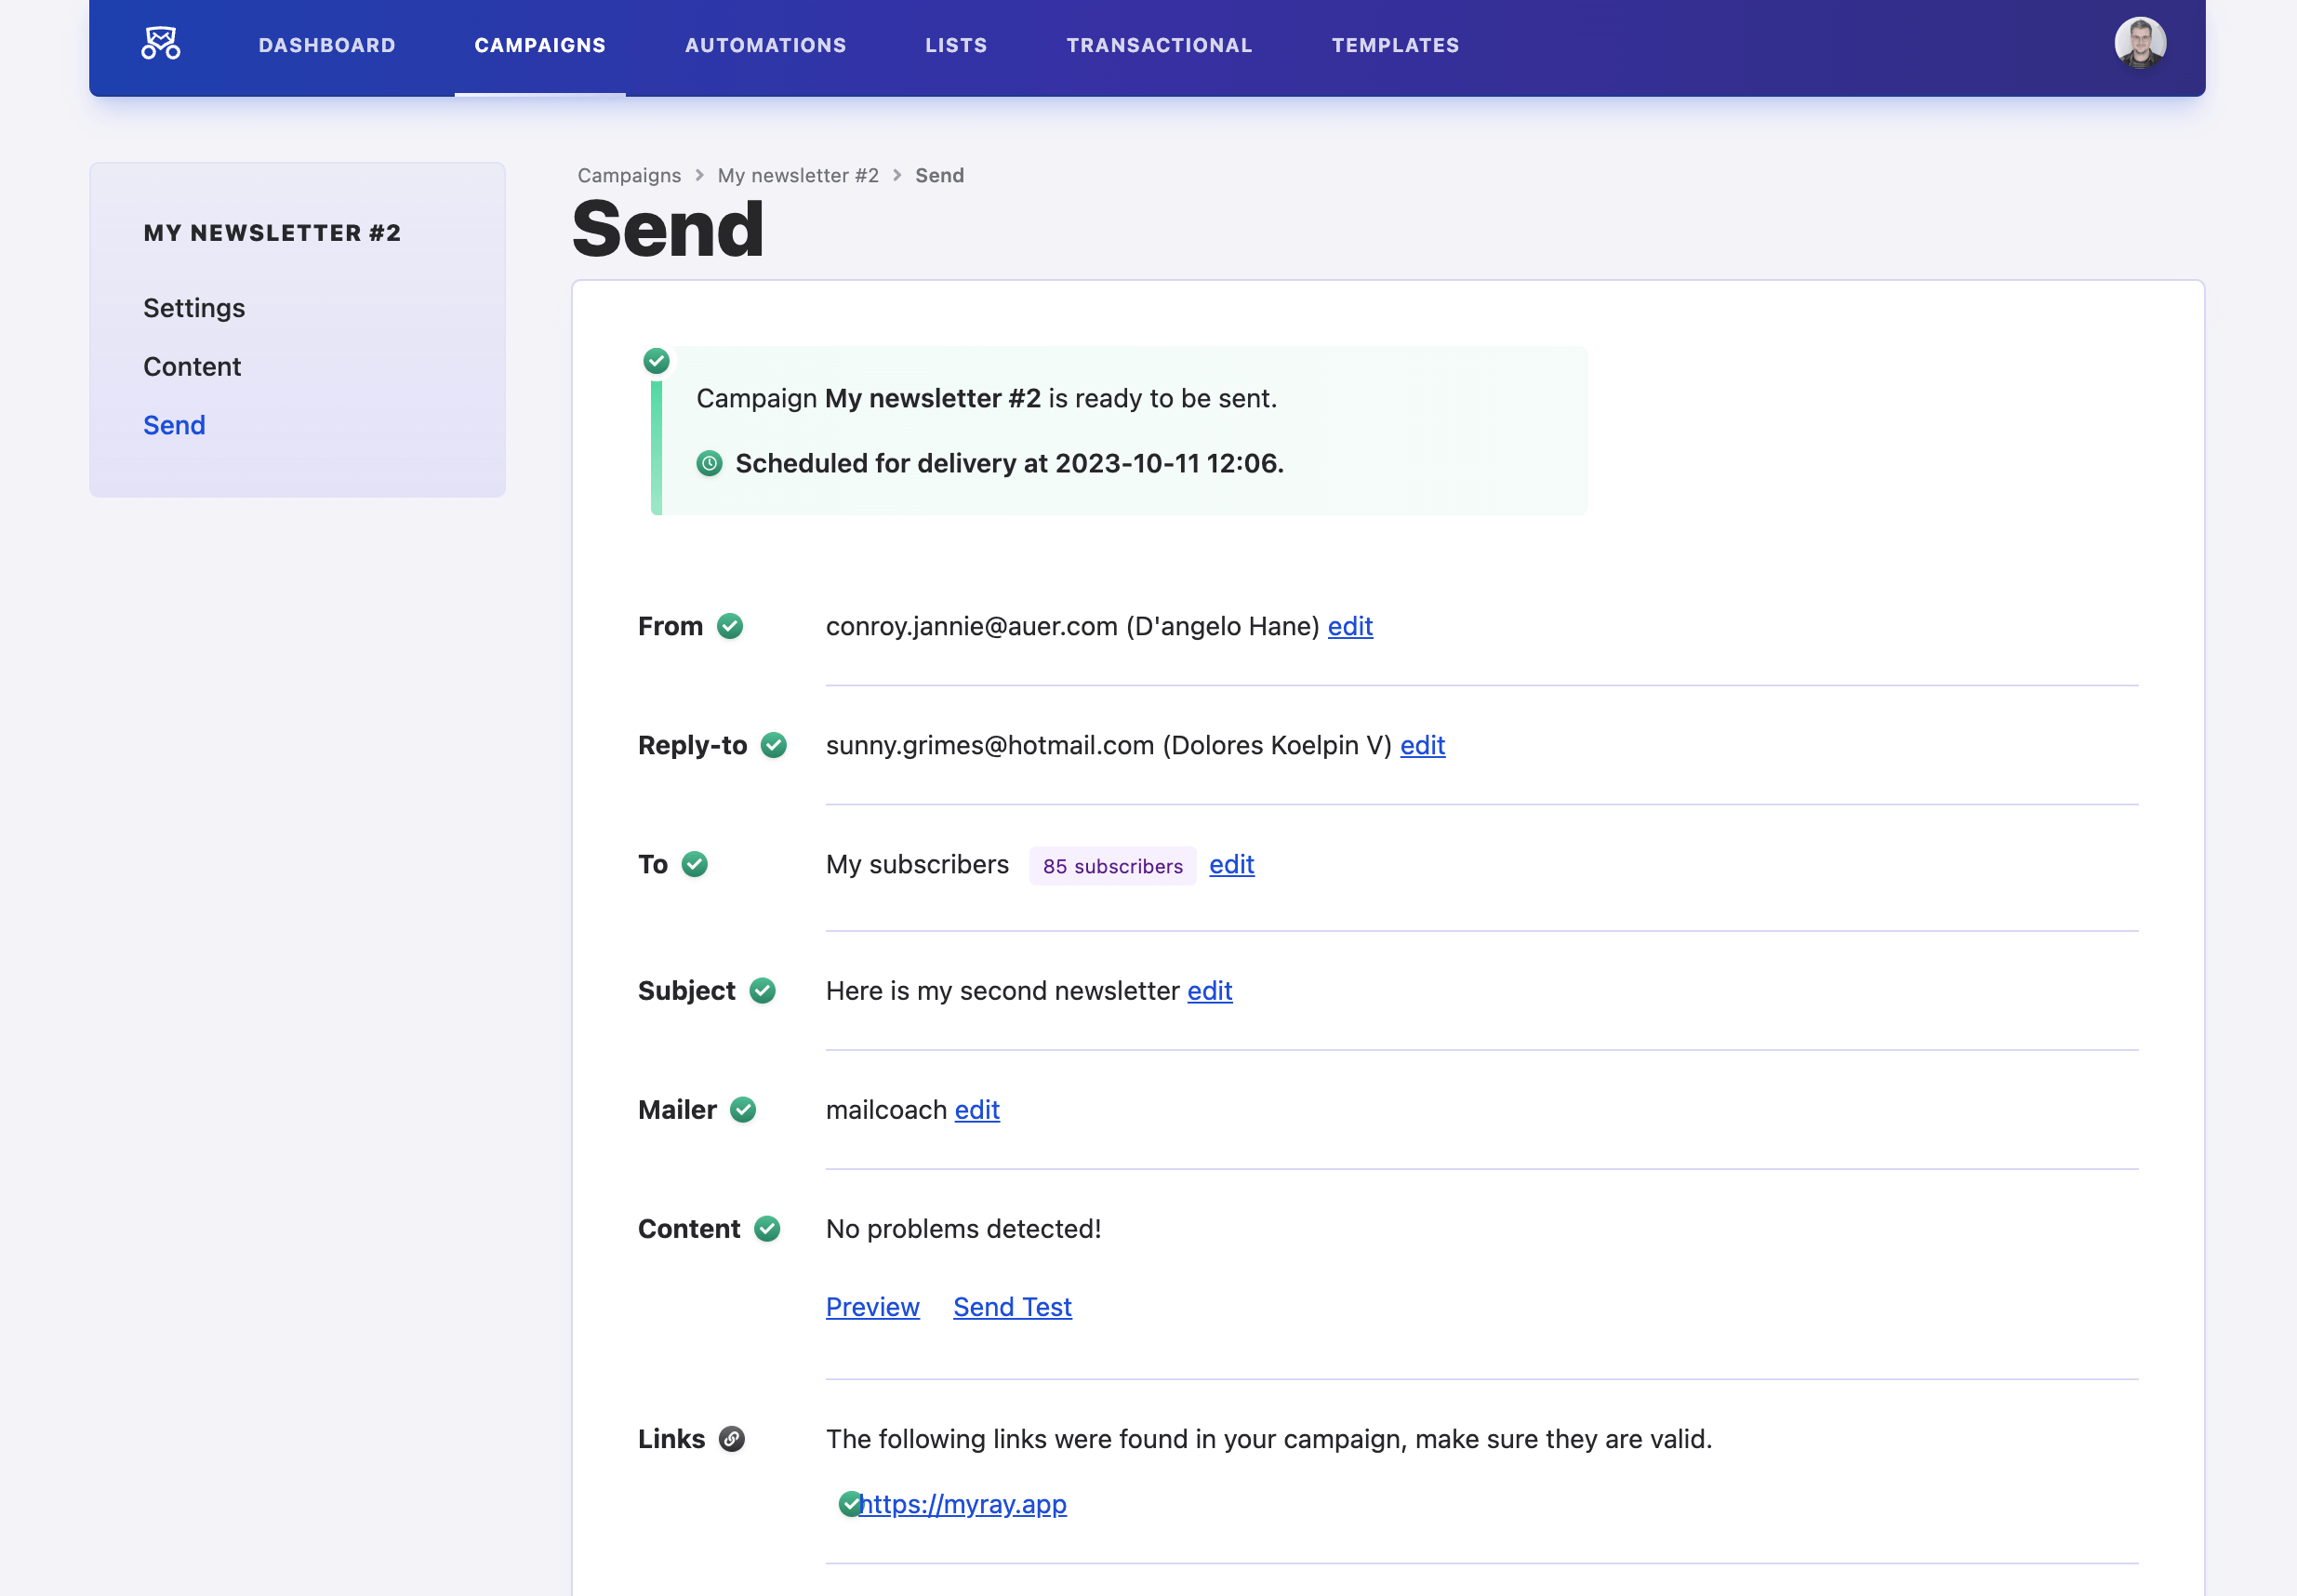 DASHBOARD CAMPAIGNS AUTOMATIONS LISTS TRANSACTIONAL TEMPLATES
MY NEWSLETTER #2
Settings
Content
Send
Campaigns > My newsletter #2 > Send
Send
Campaign My newsletter #2 is ready to be sent.
Scheduled for delivery at 2023-10-11 12:06.
From conroy.jannie@auer.com (D'angelo Hane) edit
Reply-to sunny.grimes@hotmail.com (Dolores Koelpin V) edit
To My subscribers 85 subscribers edit
Subject Here is my second newsletter edit
Mailer mailcoach edit
Content No problems detected!
Preview Send Test
Links The following links were found in your campaign, make sure they are valid.
https://myray.app